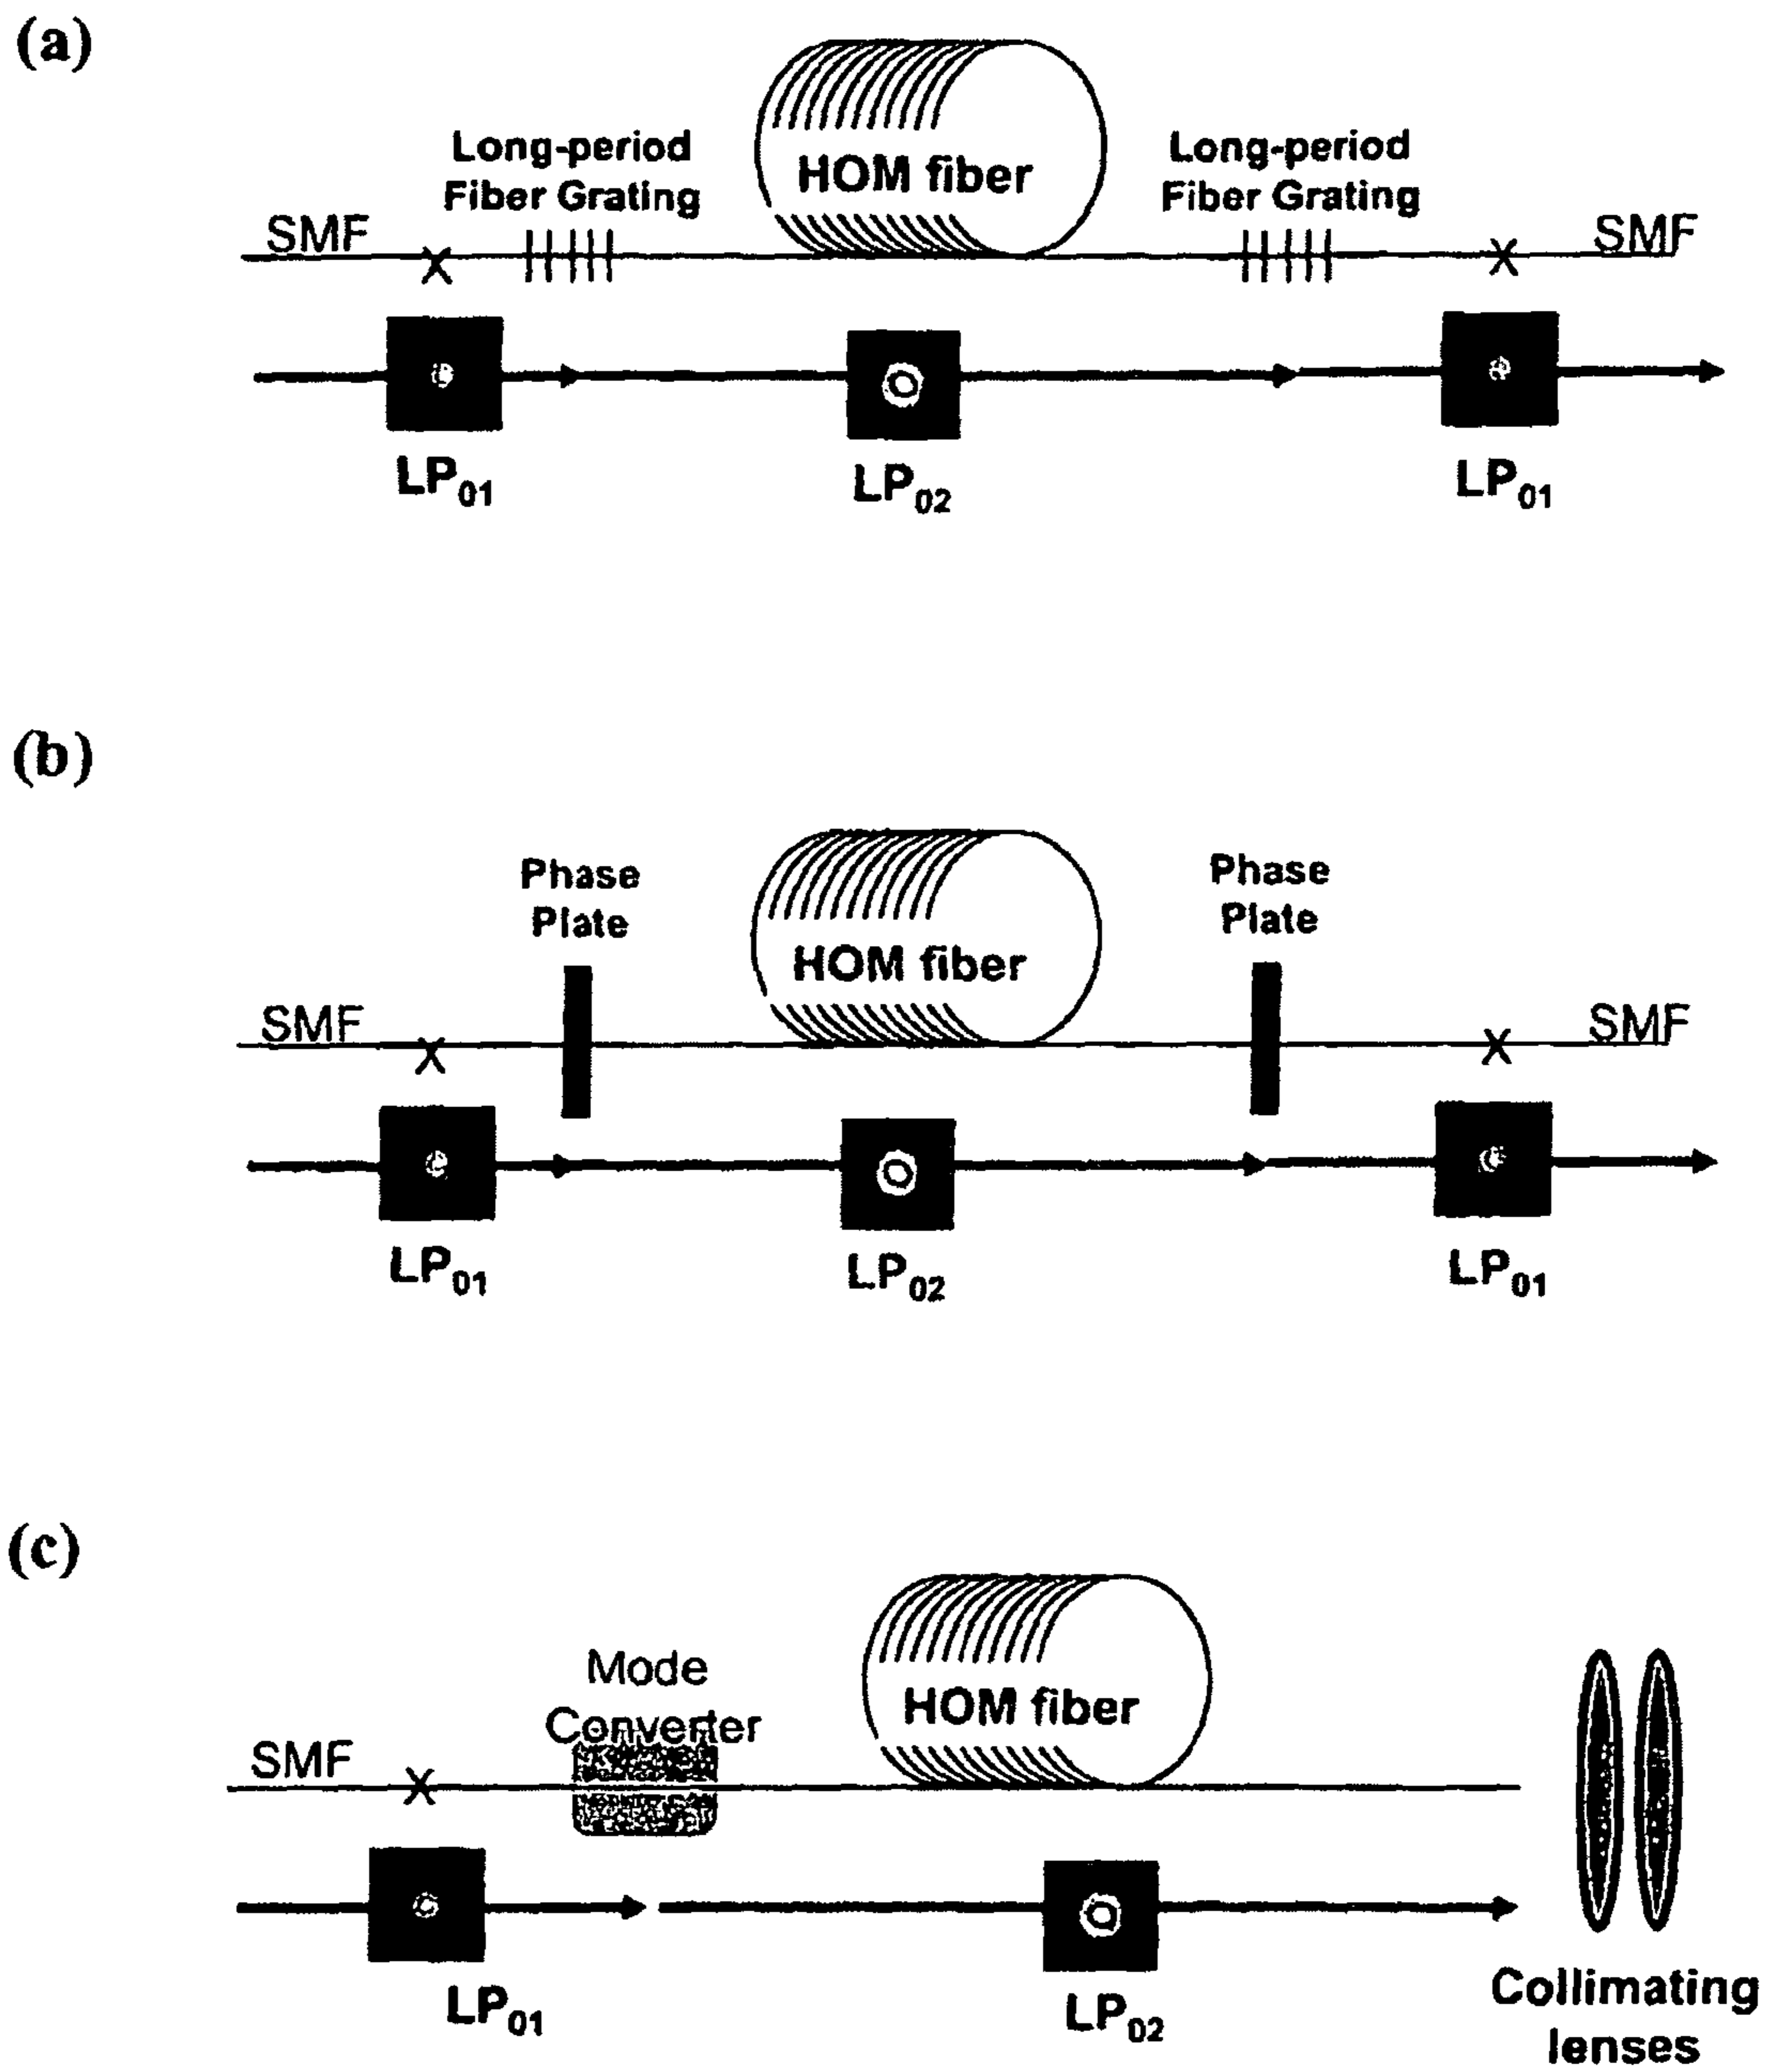 (a)
Long-period
Fiber Grating
HOM fiber
Long-period
Fiber Grating
SMF
SMF
LP01
LP02
LP01
(b)
Phase
Plate
HOM fiber
Phase
Plate
SMF
SMF
LP01
LP02
LP01
(c)
Mode
Converter
HOM fiber
SMF
LP01
LP02
Collimating
lenses